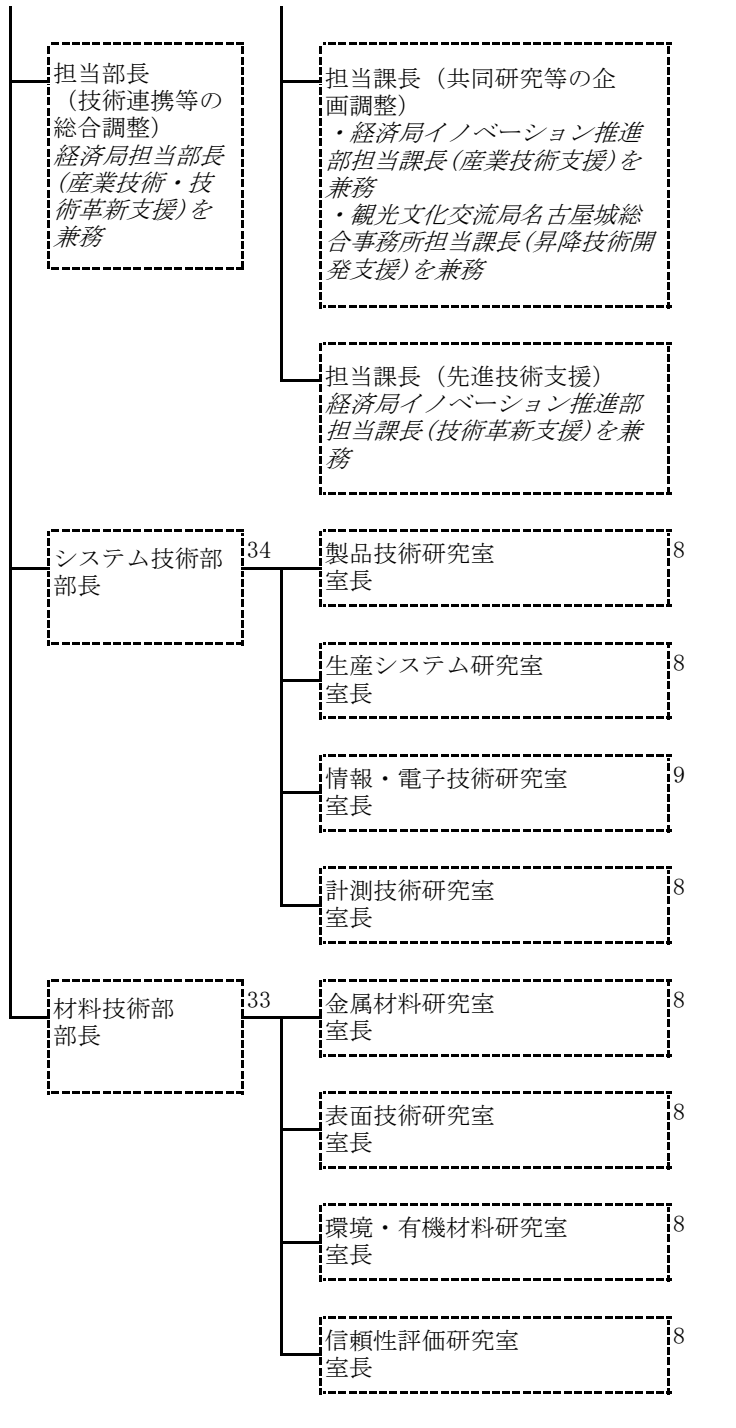 担当部長
（技術連携等の
総合調整）
経済局担当部長
(産業技術・技
術革新支援)を
兼務
担当課長（共同研究等の企
画調整）
・経済局イノベーション推進
部担当課長(産業技術支援)を
兼務
・観光文化交流局名古屋城総
合事務所担当課長(昇降技術開
発支援)を兼務
担当課長（先進技術支援）
経済局イノベーション推進部
担当課長(技術革新支援)を兼
務
システム技術部 34
部長
製品技術研究室 8
室長
生産システム研究室 8
室長
情報・電子技術研究室 9
室長
計測技術研究室 8
室長
材料技術部 33
部長
金属材料研究室 8
室長
表面技術研究室 8
室長
環境・有機材料研究室 8
室長
信頼性評価研究室 8
室長